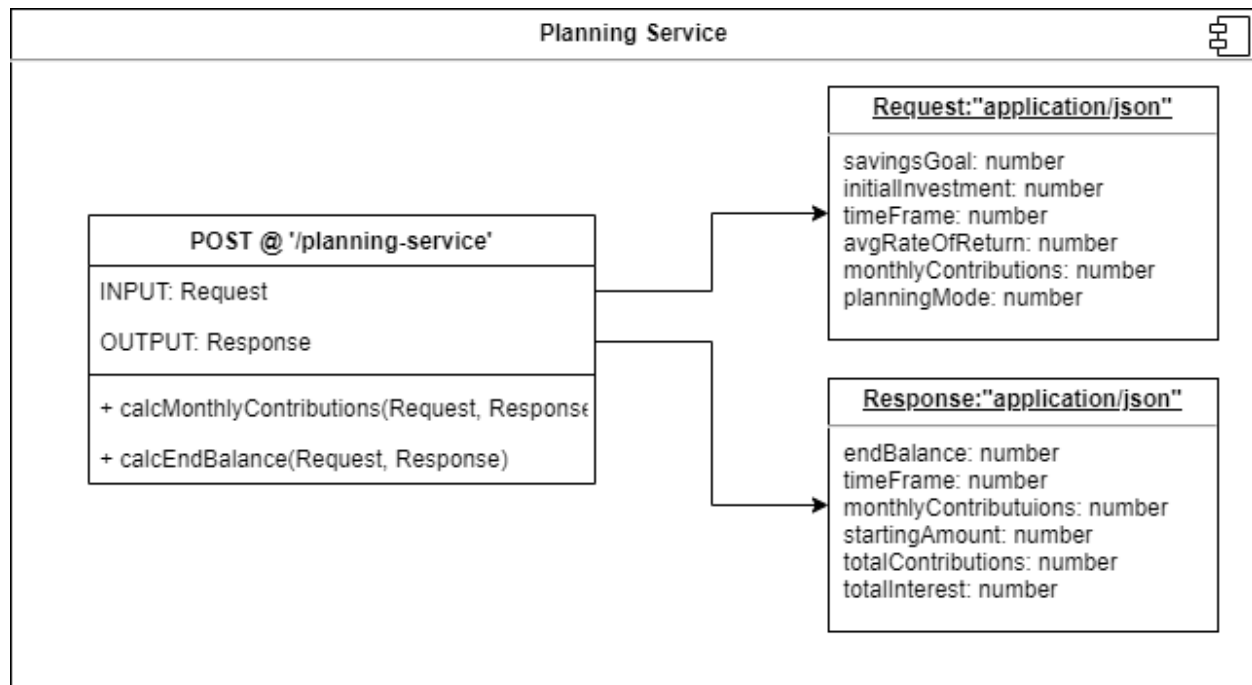 Planning Service
POST @ '/planning-service'
INPUT: Request
OUTPUT: Response
+ calcMonthlyContributions(Request, Response
+ calcEndBalance(Request, Response)
Request:"application/json"
savingsGoal: number
initialInvestment: number
timeFrame: number
avgRateOfReturn: number
monthlyContributions: number
planningMode: number
Response:"application/json"
endBalance: number
timeFrame: number
monthlyContributuions: number
startingAmount: number
totalContributions: number
totalInterest: number